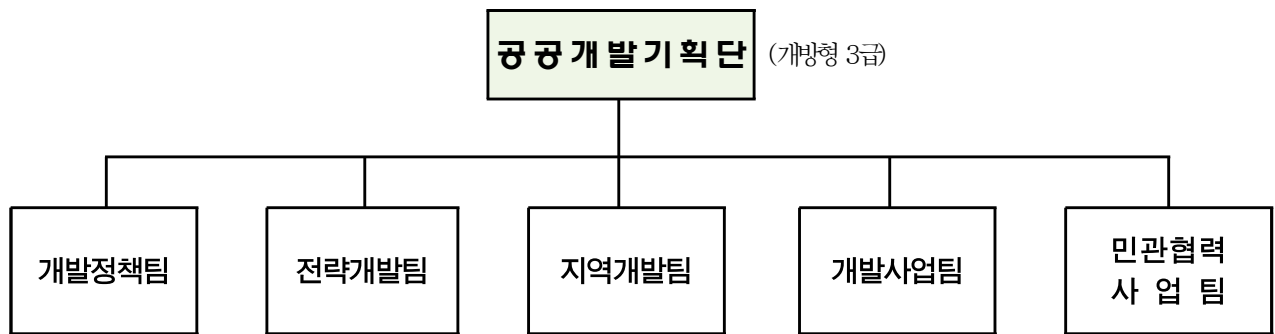 공공개발기획단 (개방형 3급)
개발정책팀
전략개발팀
지역개발팀
개발사업팀
민관협력
사 업 팀